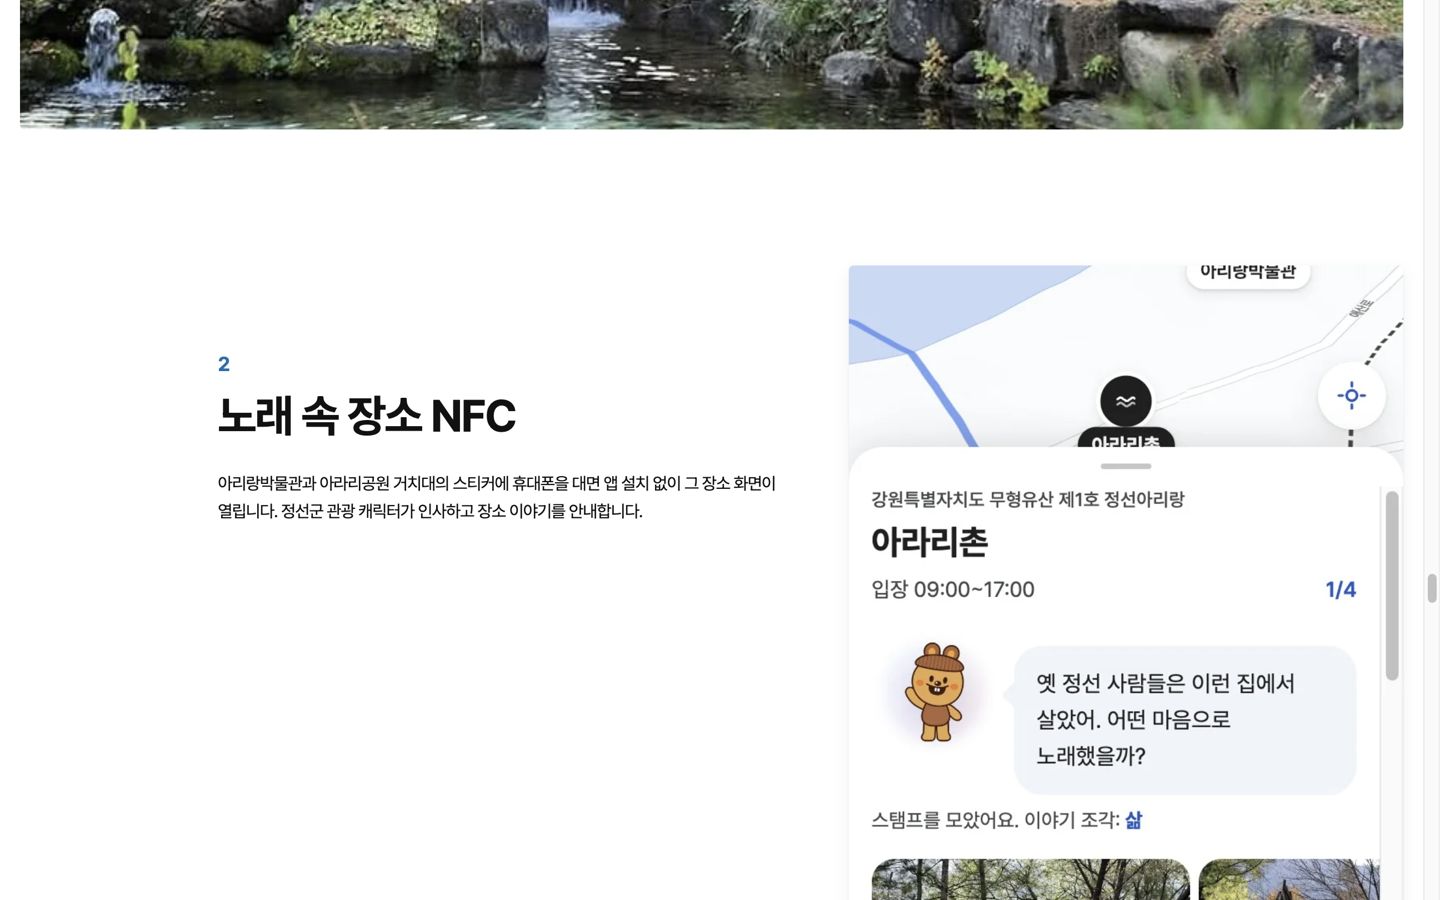 2
노래 속 장소 NFC
아리랑박물관과 아라리공원 거치대의 스티커에 휴대폰을 대면 앱 설치 없이 그 장소 화면이
열립니다. 정선군 관광 캐릭터가 인사하고 장소 이야기를 안내합니다.
아리랑박물관
애산로
아라리촌
강원특별자치도 무형유산 제1호 정선아리랑
아라리촌
입장 09:00~17:00
1/4
옛 정선 사람들은 이런 집에서
살았어. 어떤 마음으로
노래했을까?
스탬프를 모았어요. 이야기 조각: 삶